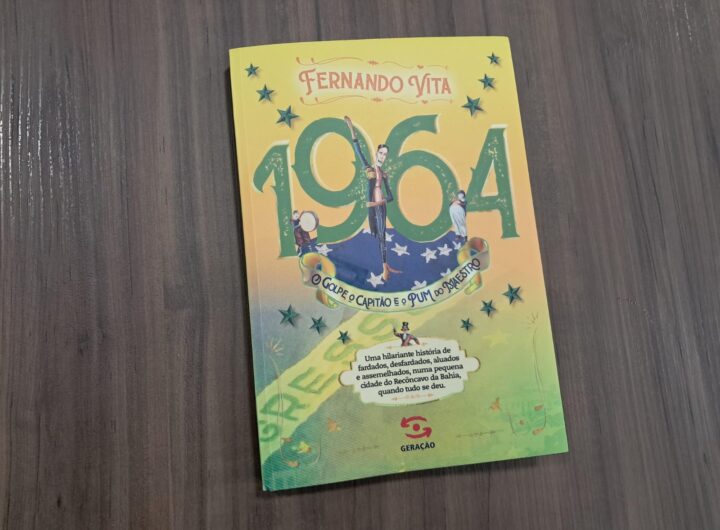 FERNANDO VITA
1964
O GOLPE, O CAPITÃO E O PUM DO MAESTRO
RESS
Uma hilariante história de
fardados, desfardados, aluados
e assemelhados, numa pequena
cidade do Recôncavo da Bahia,
quando tudo se deu.
GERAÇÃO